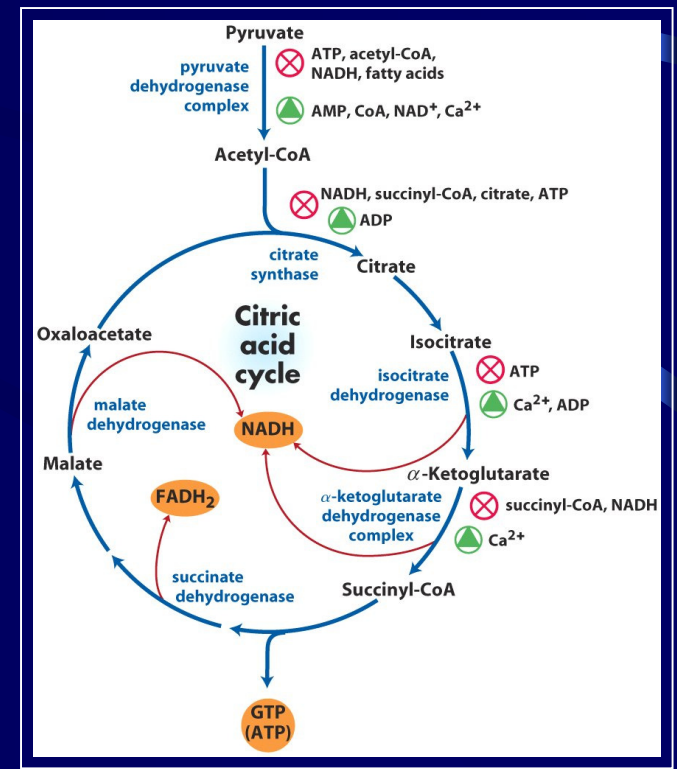 Pyruvate
pyruvate
dehydrogenase
complex
ATP, acetyl-CoA,
NADH, fatty acids
AMP, CoA, NAD⁺, Ca²⁺
Acetyl-CoA
NADH, succinyl-CoA, citrate, ATP
ADP
citrate
synthase
Citrate
Citric
acid
cycle
Oxaloacetate
Isocitrate
isocitrate
dehydrogenase
ATP
Ca²⁺, ADP
malate
dehydrogenase
NADH
Malate
α-Ketoglutarate
FADH₂
α-ketoglutarate
dehydrogenase
complex
succinyl-CoA, NADH
Ca²⁺
succinate
dehydrogenase
Succinyl-CoA
GTP
(ATP)